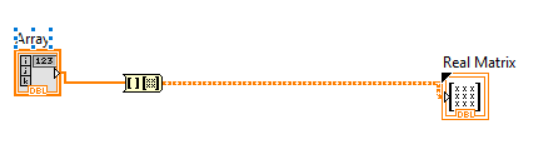 Array
i
j
k
123
DBL
[ ]
Real Matrix
x x x
x x x
x x x
DBL